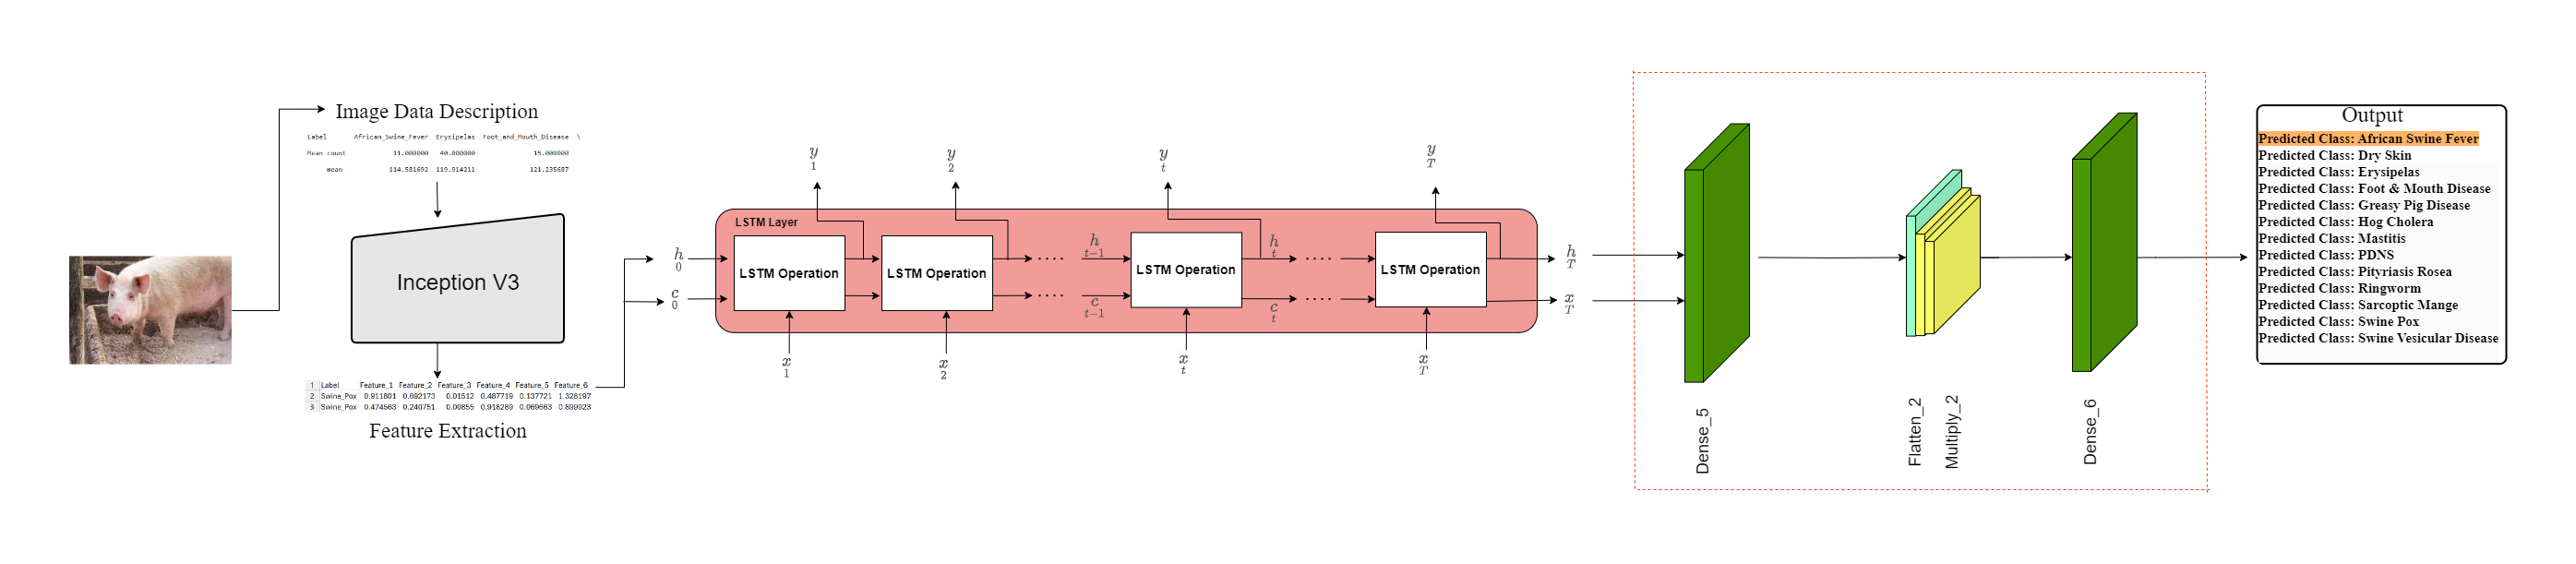 Image Data Description
Label African_Swine_Fever Erysipelas Foot_and_Mouth_Disease \
Mean count 11.000000 40.000000 15.000000
mean 114.581692 119.914211 121.235687
Inception V3
1 Label Feature_1 Feature_2 Feature_3 Feature_4 Feature_5 Feature_6
2 Swine_Pox 0.911801 0.692173 0.01512 0.487719 0.137721 1.328197
3 Swine_Pox 0.474563 0.240751 0.00855 0.918289 0.069663 0.899923
Feature Extraction
h 0
c 0
y 1
y 2
y t
y T
LSTM Layer
LSTM Operation
LSTM Operation
....
....
h t−1
c t−1
LSTM Operation
h t
c t
....
....
LSTM Operation
h T
x T
x 1
x 2
x t
x T
Dense_5
Flatten_2
Multiply_2
Dense_6
Output
Predicted Class: African Swine Fever
Predicted Class: Dry Skin
Predicted Class: Erysipelas
Predicted Class: Foot & Mouth Disease
Predicted Class: Greasy Pig Disease
Predicted Class: Hog Cholera
Predicted Class: Mastitis
Predicted Class: PDNS
Predicted Class: Pityriasis Rosea
Predicted Class: Ringworm
Predicted Class: Sarcoptic Mange
Predicted Class: Swine Pox
Predicted Class: Swine Vesicular Disease